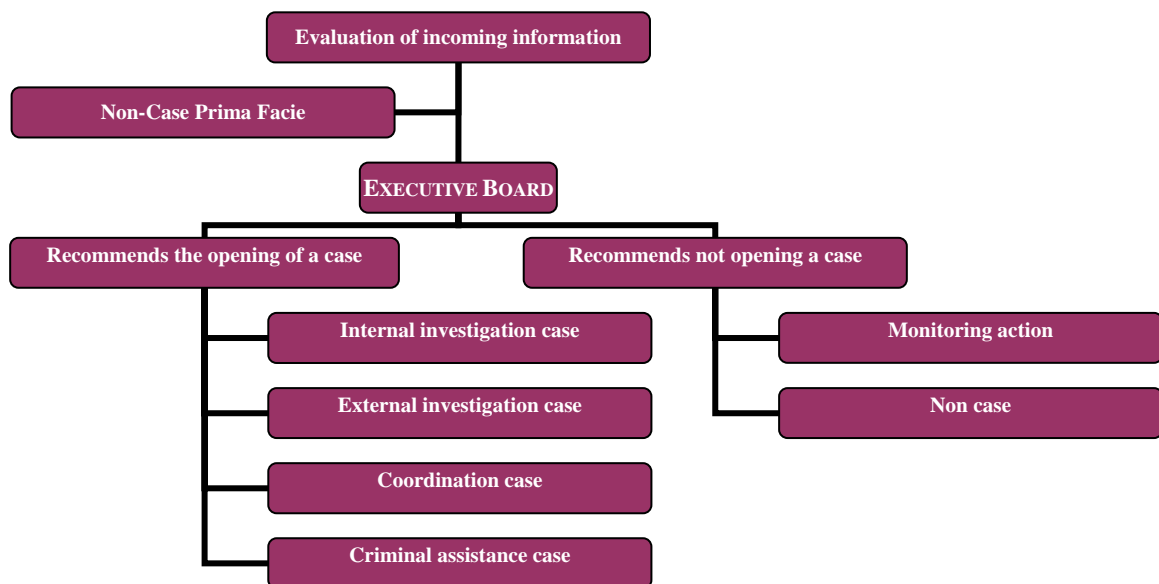 Evaluation of incoming information
Non-Case Prima Facie
EXECUTIVE BOARD
Recommends the opening of a case
Recommends not opening a case
Internal investigation case
Monitoring action
External investigation case
Non case
Coordination case
Criminal assistance case